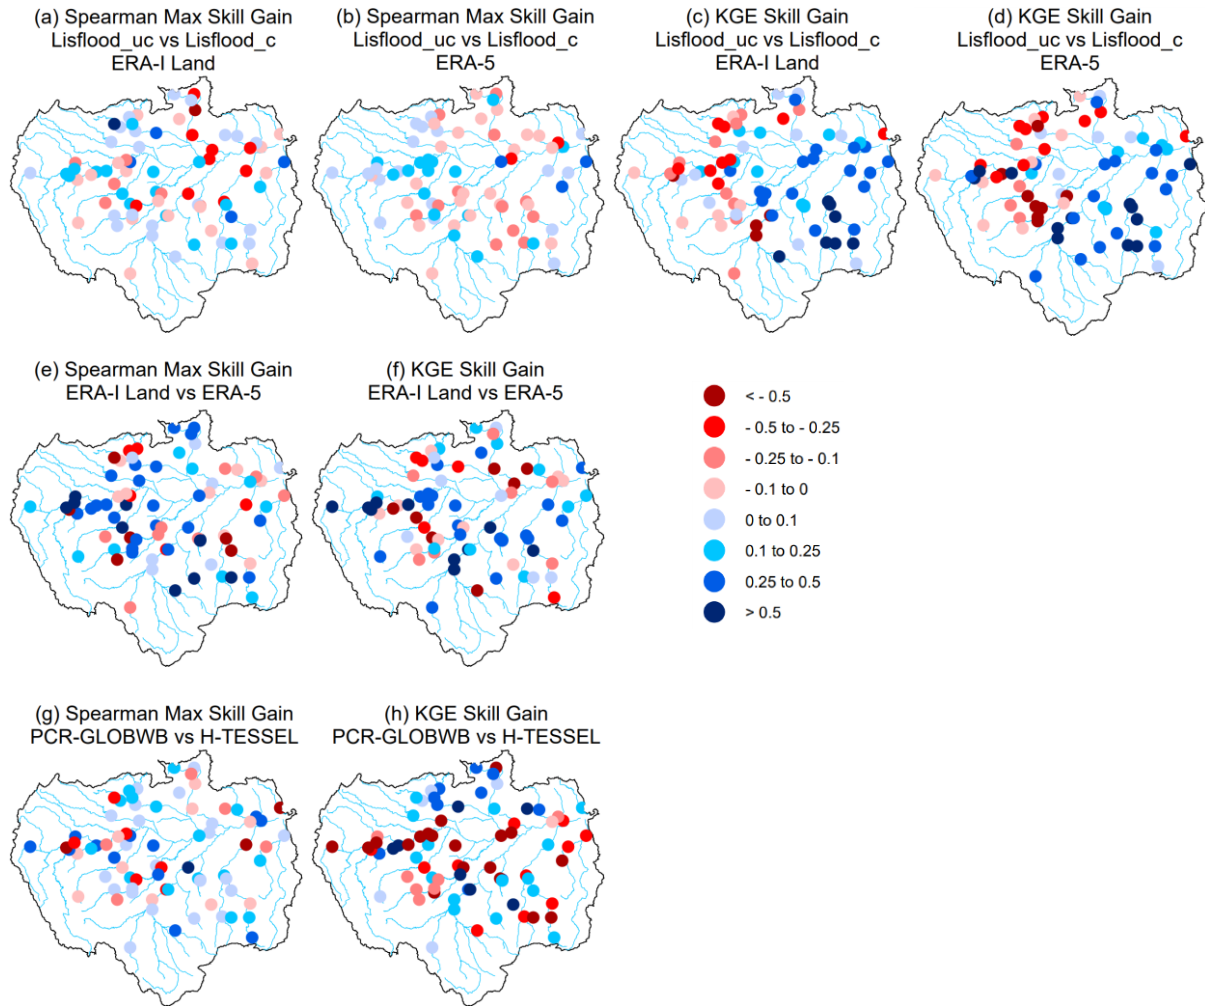 (a) Spearman Max Skill Gain
Lisflood_uc vs Lisflood_c
ERA-I Land
(b) Spearman Max Skill Gain
Lisflood_uc vs Lisflood_c
ERA-5
(c) KGE Skill Gain
Lisflood_uc vs Lisflood_c
ERA-I Land
(d) KGE Skill Gain
Lisflood_uc vs Lisflood_c
ERA-5
(e) Spearman Max Skill Gain
ERA-I Land vs ERA-5
(f) KGE Skill Gain
ERA-I Land vs ERA-5
< - 0.5
- 0.5 to - 0.25
- 0.25 to - 0.1
- 0.1 to 0
0 to 0.1
0.1 to 0.25
0.25 to 0.5
> 0.5
(g) Spearman Max Skill Gain
PCR-GLOBWB vs H-TESSEL
(h) KGE Skill Gain
PCR-GLOBWB vs H-TESSEL